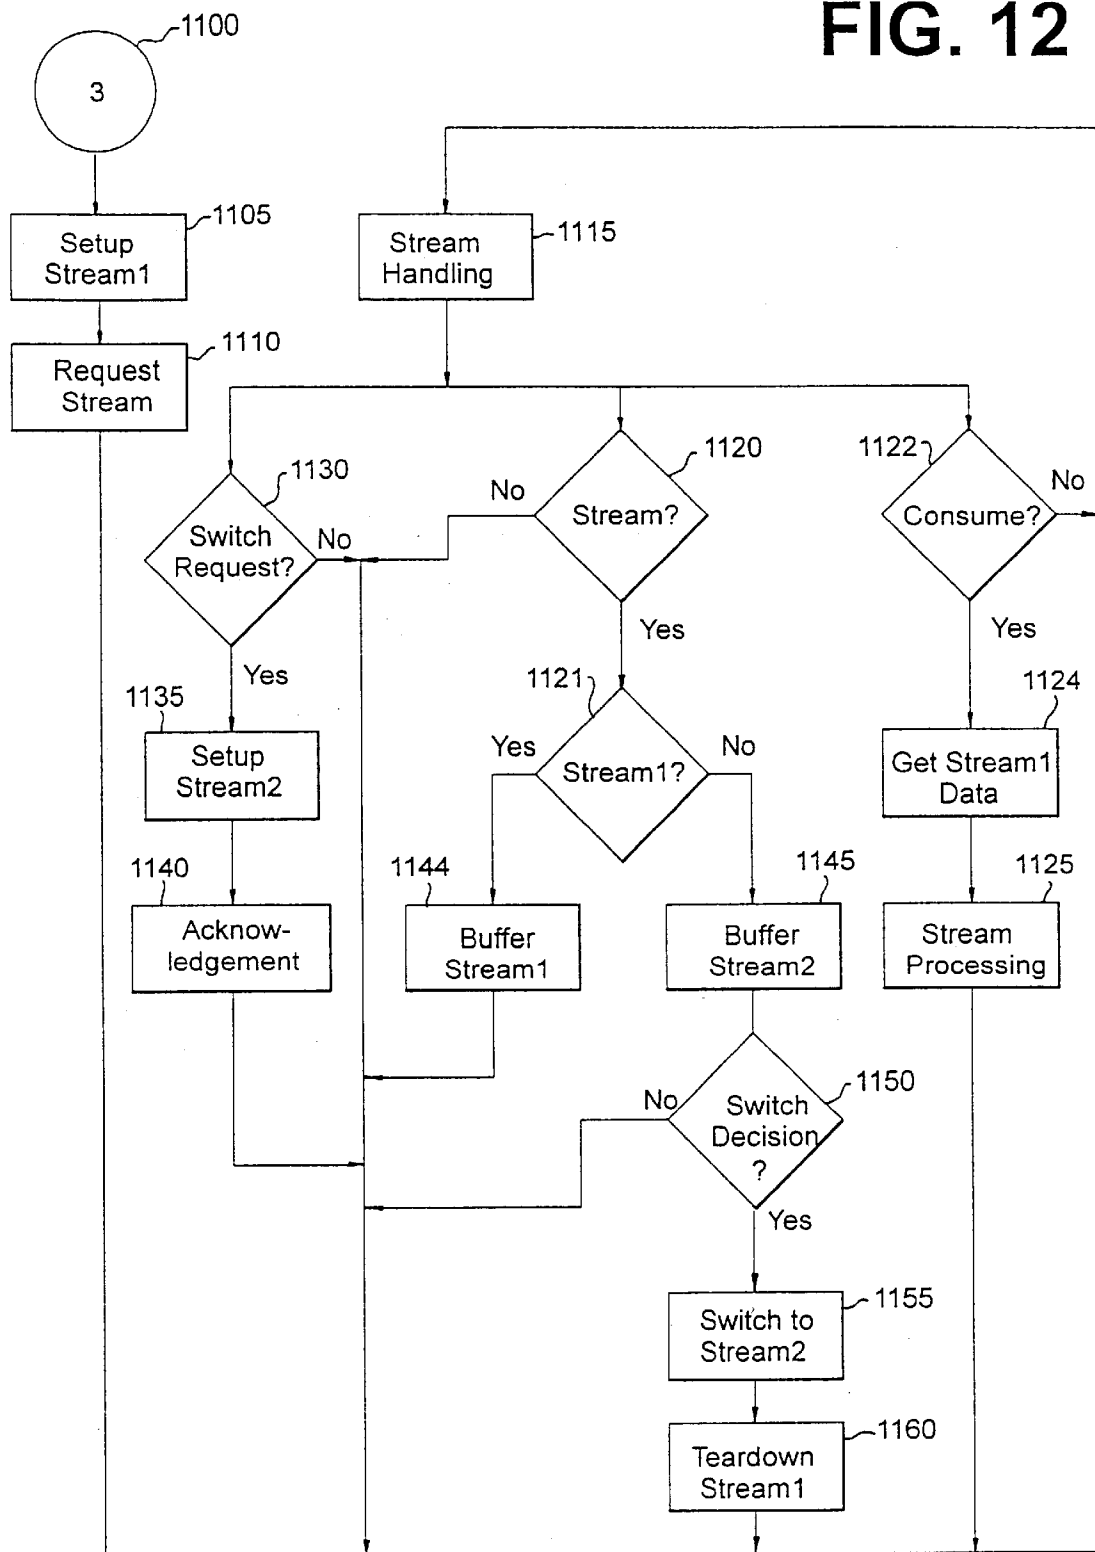 FIG. 12
1100
3
1105
Setup
Stream1
1115
Stream
Handling
1110
Request
Stream
1130
Switch
Request?
No
Yes
1120
Stream?
No
Yes
1122
Consume?
No
Yes
1135
Setup
Stream2
1121
Stream1?
Yes
No
1124
Get Stream1
Data
1140
Acknow-
ledgement
1144
Buffer
Stream1
1145
Buffer
Stream2
1125
Stream
Processing
1150
Switch
Decision
?
No
Yes
1155
Switch to
Stream2
1160
Teardown
Stream1